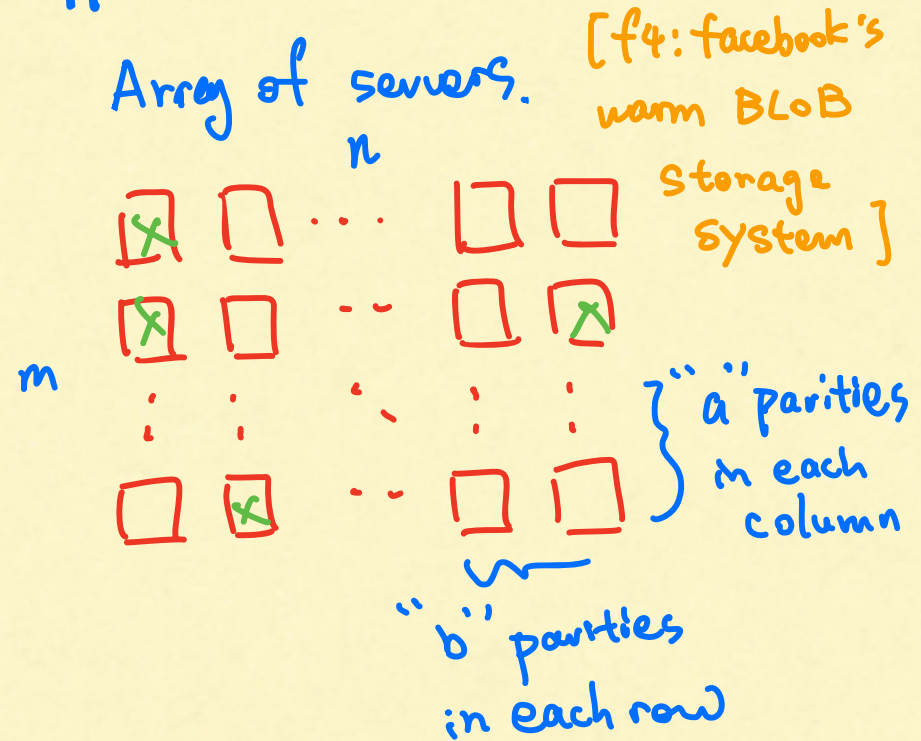 Array of servers.
[f4: facebook's
warm BLOB
storage
system]
n
m
"a" parities
in each
column
"b" parities
in each row